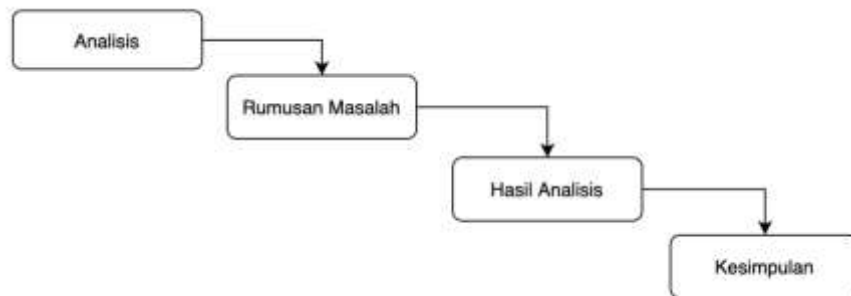 Analisis
Rumusan Masalah
Hasil Analisis
Kesimpulan